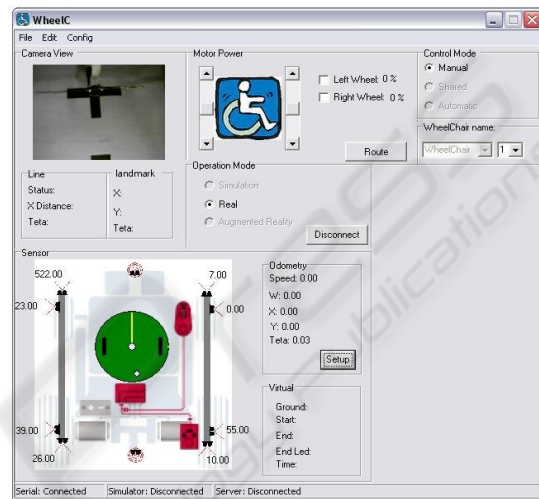 WheelC
File Edit Config
Camera View
Motor Power
Left Wheel: 0 %
Right Wheel: 0 %
Route
Control Mode
Manual
Shared
Automatic
WheelChair name:
WheelChair 1
Line
Status:
X Distance:
Teta:
landmark
X:
Y:
Teta:
Operation Mode
Simulation
Real
Augmented Reality
Disconnect
Sensor
522.00
7.00
23.00
0.00
39.00
55.00
26.00
10.00
Odometry
Speed: 0.00
W: 0.00
X: 0.00
Y: 0.00
Teta: 0.03
Setup
Virtual
Ground:
Start:
End:
End Led:
Time:
Serial: Connected Simulator: Disconnected Server: Disconnected